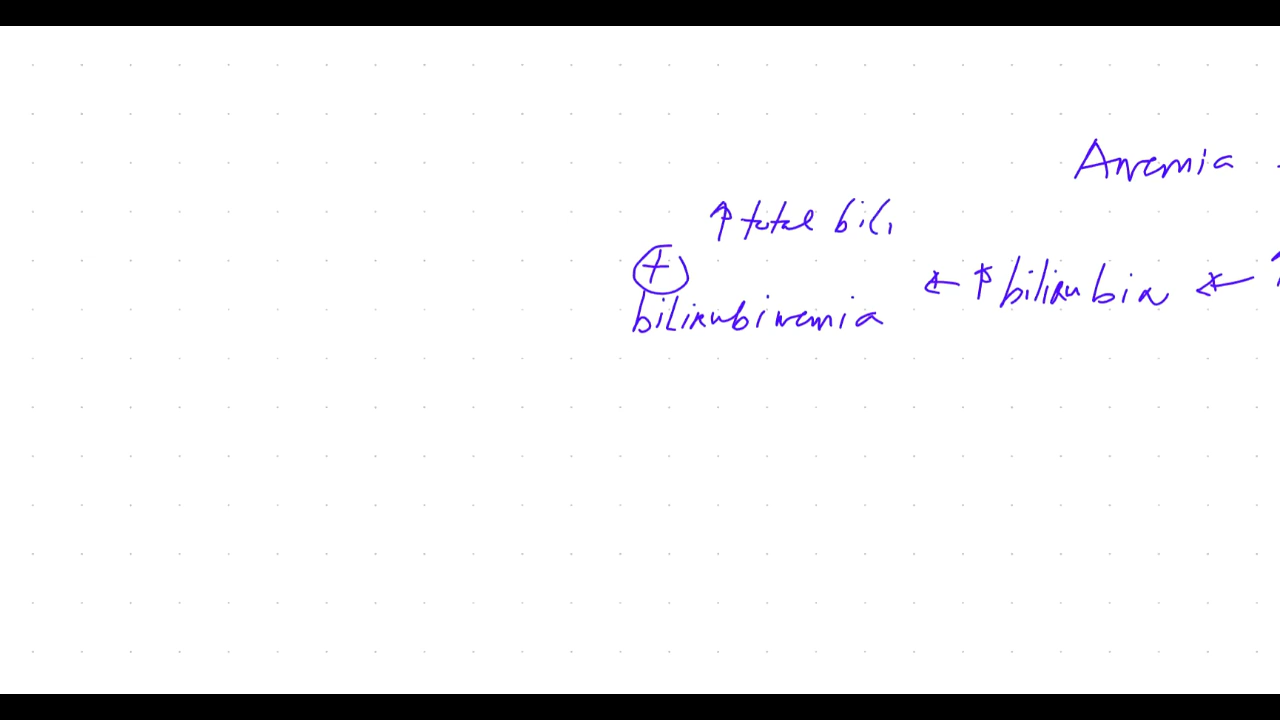 Anemia
↑ total bili
+
← ↑ bilirubin ←
bilirubinemia